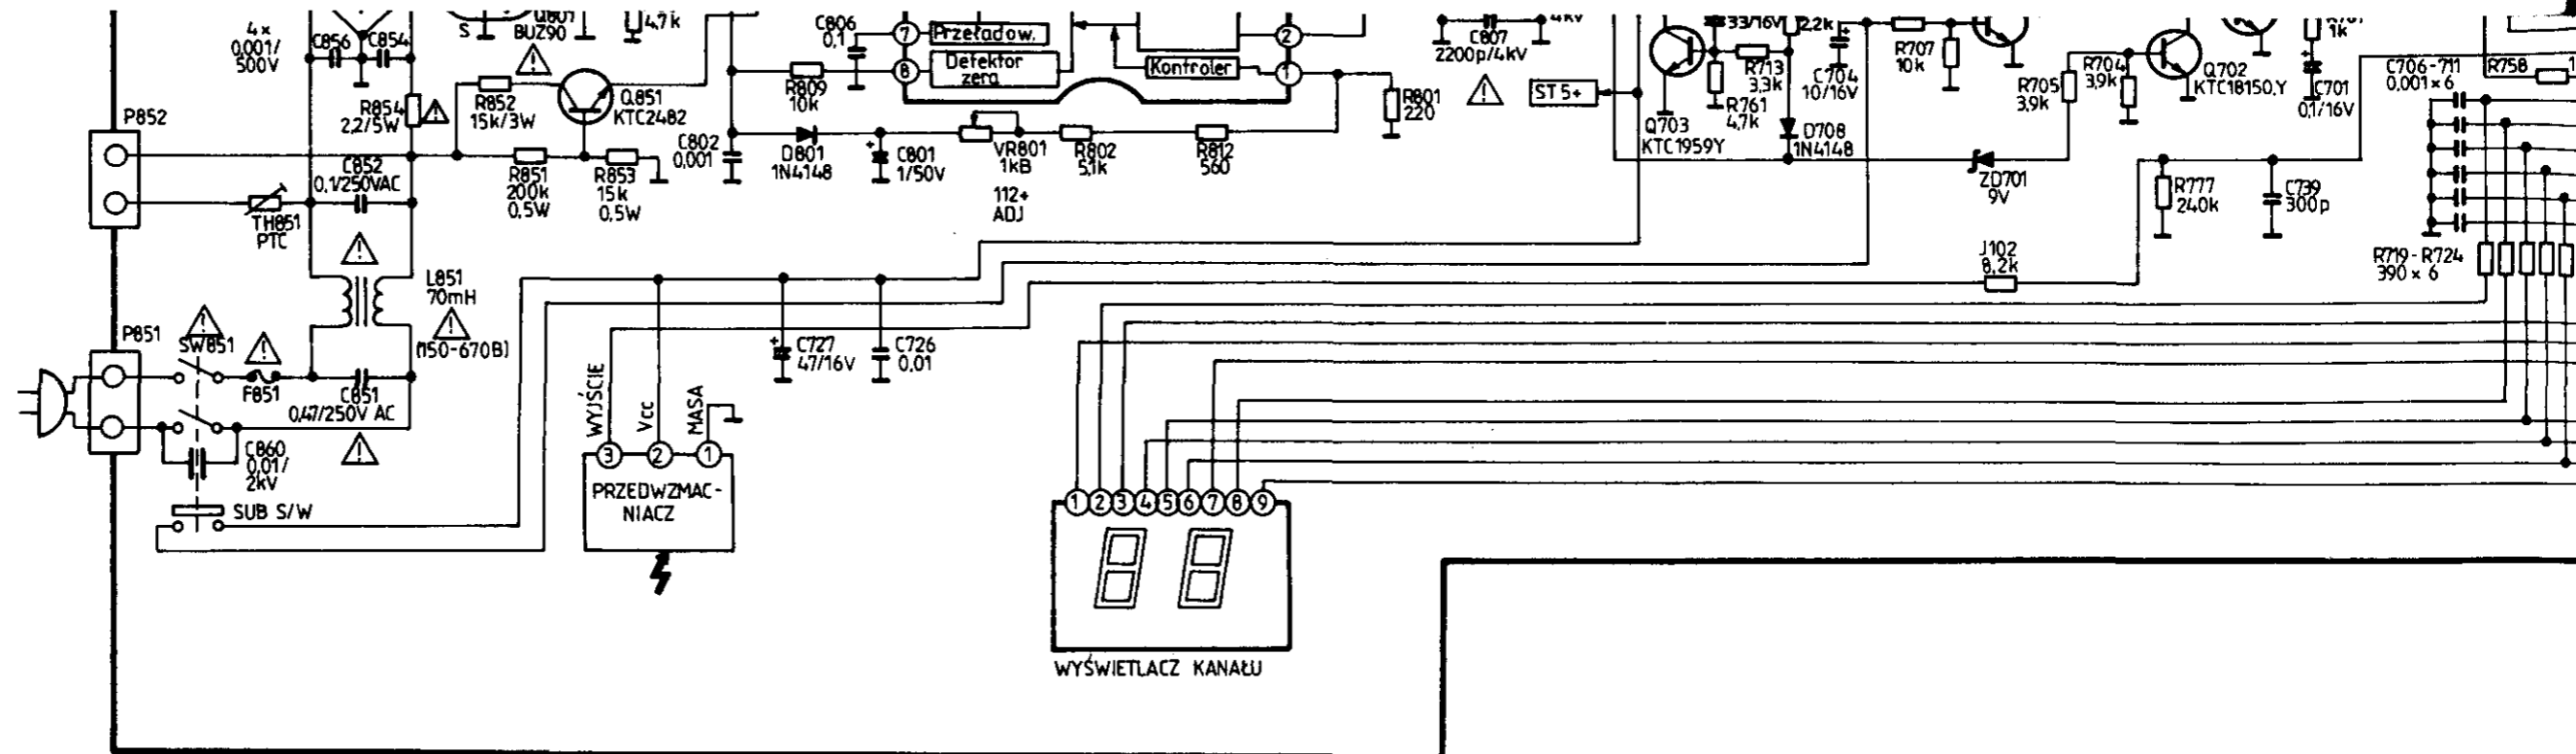 4×
0,001/
500V
C856
C854
S
Q801
BUZ90
4,7k
R854
2,2/5W
R852
15k/3W
Q851
KTC2482
P852
C852
0,1/250VAC
TH851
PTC
R851
200k
0,5W
R853
15k
0,5W
L851
70mH
(150-670B)
P851
SW851
F851
C851
0,47/250V AC
C860
0,01/
2kV
SUB S/W
C806
0,1
7
Przeładow.
8
Detektor
zera
Kontroler
2
1
R809
10k
C802
0,001
D801
1N4148
C801
1/50V
VR801
1kB
112+
ADJ
R802
5,1k
R812
560
R801
220
C807
2200p/4kV
4kV
ST 5+
33/16V
2,2k
R713
3,3k
R761
4,7k
Q703
KTC1959Y
C704
10/16V
D708
1N4148
R707
10k
R705
3,9k
R704
3,9k
Q702
KTC18150,Y
1k
C701
0,1/16V
C706-711
0,001×6
R758
ZD701
9V
R777
240k
C739
300p
J102
8,2k
R719-R724
390×6
C727
47/16V
C726
0,01
WYJŚCIE
Vcc
MASA
3
2
1
PRZEDWZMAC-
NIACZ
1 2 3 4 5 6 7 8 9
WYŚWIETLACZ KANAŁU